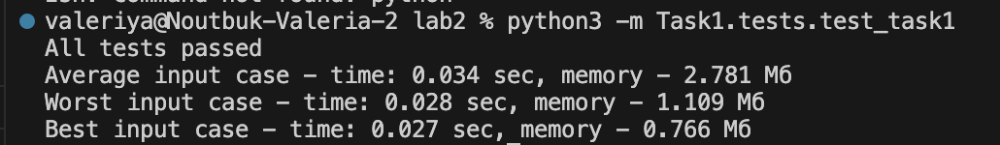 valeriya@Noutbuk-Valeria-2 lab2 % python3 -m Task1.tests.test_task1
All tests passed
Average input case – time: 0.034 sec, memory – 2.781 Мб
Worst input case – time: 0.028 sec, memory – 1.109 Мб
Best input case – time: 0.027 sec, memory – 0.766 Мб